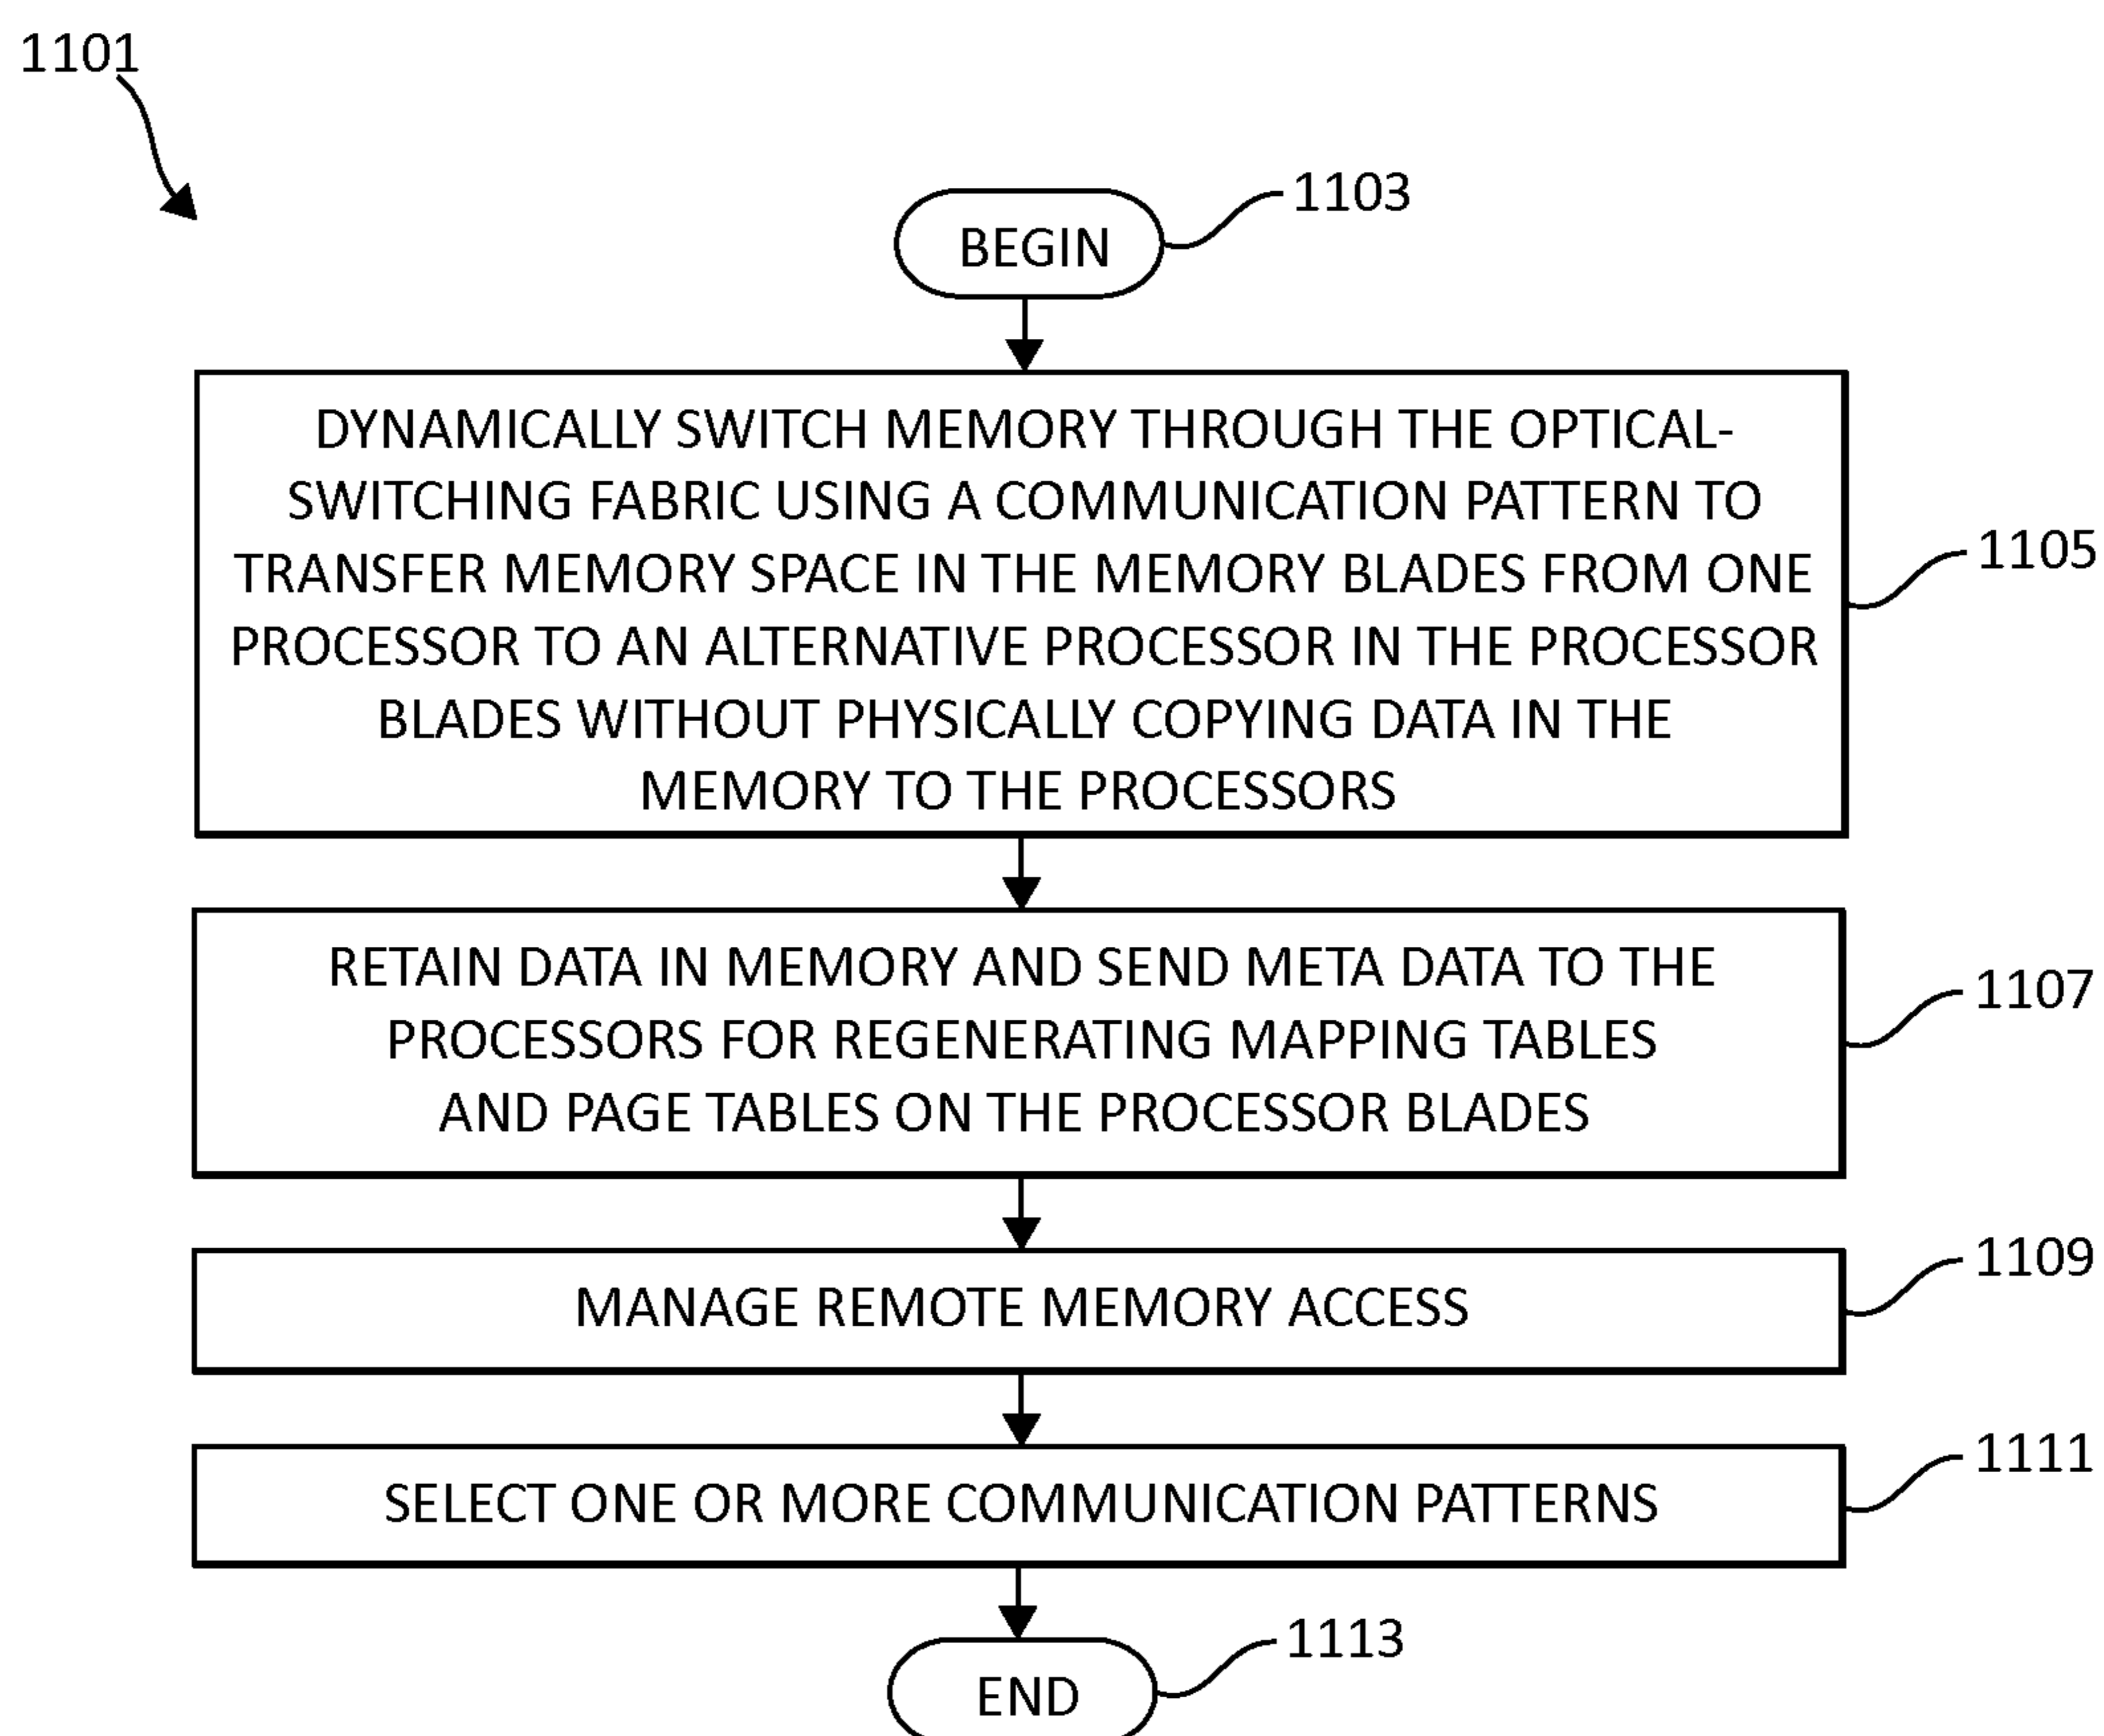 1101
1103
BEGIN
DYNAMICALLY SWITCH MEMORY THROUGH THE OPTICAL-
SWITCHING FABRIC USING A COMMUNICATION PATTERN TO
TRANSFER MEMORY SPACE IN THE MEMORY BLADES FROM ONE
PROCESSOR TO AN ALTERNATIVE PROCESSOR IN THE PROCESSOR
BLADES WITHOUT PHYSICALLY COPYING DATA IN THE
MEMORY TO THE PROCESSORS
1105
RETAIN DATA IN MEMORY AND SEND META DATA TO THE
PROCESSORS FOR REGENERATING MAPPING TABLES
AND PAGE TABLES ON THE PROCESSOR BLADES
1107
MANAGE REMOTE MEMORY ACCESS
1109
SELECT ONE OR MORE COMMUNICATION PATTERNS
1111
END
1113